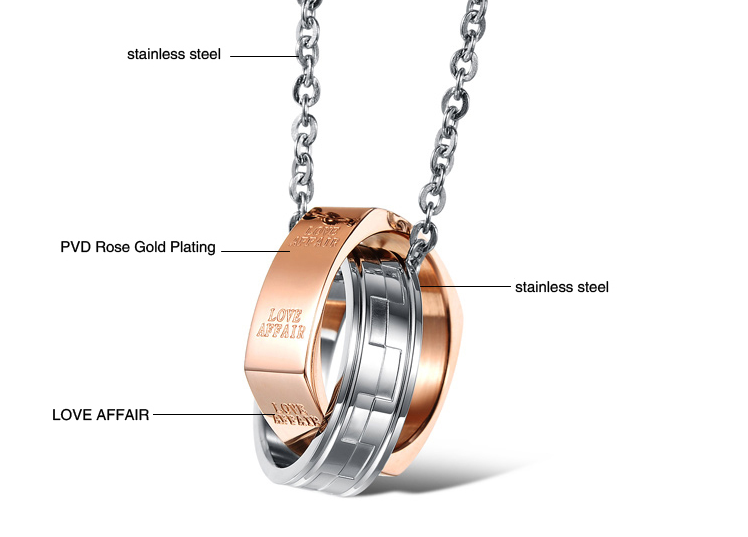 stainless steel
PVD Rose Gold Plating
LOVE
AFFAIR
stainless steel
LOVE
AFFAIR
LOVE AFFAIR
LOVE
AFFAIR